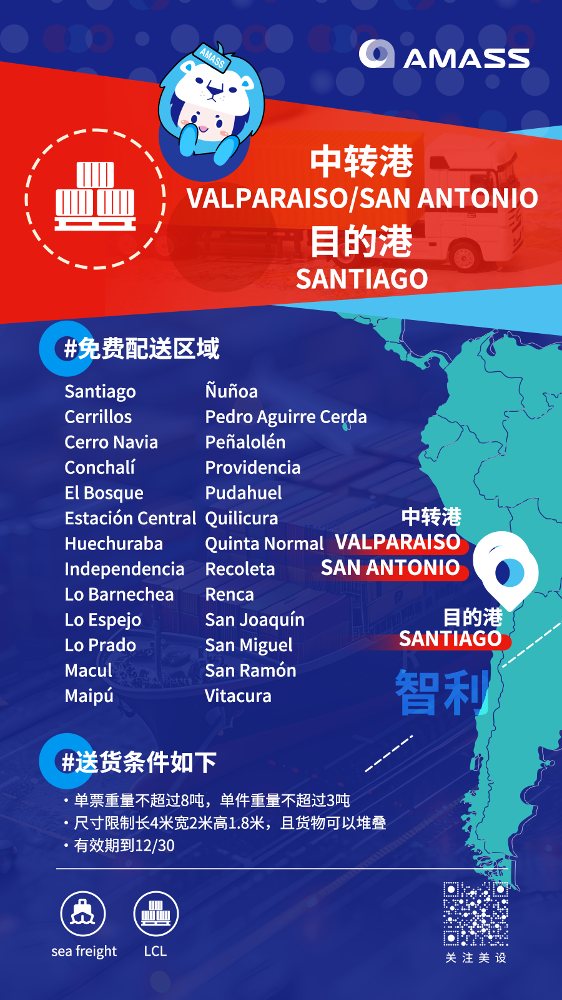 AMASS
AMASS
中转港
VALPARAISO/SAN ANTONIO
目的港
SANTIAGO
#免费配送区域
Santiago
Cerrillos
Cerro Navia
Conchalí
El Bosque
Estación Central
Huechuraba
Independencia
Lo Barnechea
Lo Espejo
Lo Prado
Macul
Maipú
Ñuñoa
Pedro Aguirre Cerda
Peñalolén
Providencia
Pudahuel
Quilicura
Quinta Normal
Recoleta
Renca
San Joaquín
San Miguel
San Ramón
Vitacura
中转港
VALPARAISO
SAN ANTONIO
目的港
SANTIAGO
智利
#送货条件如下
·单票重量不超过8吨，单件重量不超过3吨
·尺寸限制长4米宽2米高1.8米，且货物可以堆叠
·有效期到12/30
sea freight
LCL
关注美设